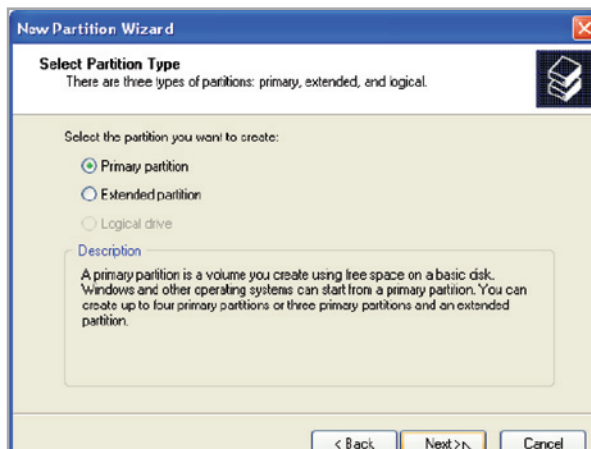 New Partition Wizard
Select Partition Type
There are three types of partitions: primary, extended, and logical.
Select the partition you want to create:
Primary partition
Extended partition
Logical drive
Description
A primary partition is a volume you create using free space on a basic disk.
Windows and other operating systems can start from a primary partition. You can
create up to four primary partitions or three primary partitions and an extended
partition.
< Back Next > Cancel